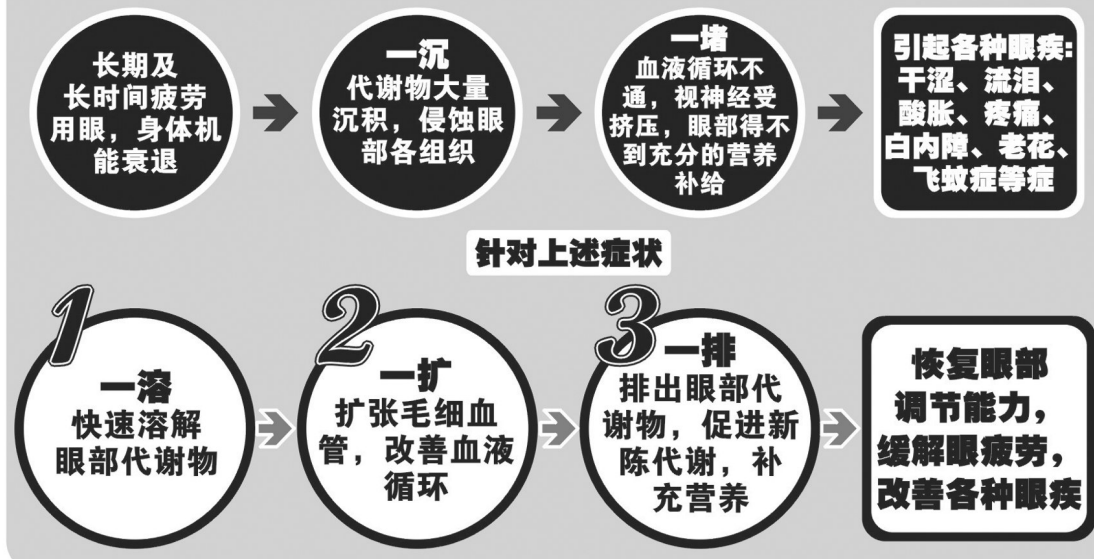 长期及
长时间疲劳
用眼，身体机
能衰退
一沉
代谢物大量
沉积，侵蚀眼
部各组织
一堵
血液循环不
通，视神经受
挤压，眼部得不
到充分的营养
补给
引起各种眼疾：
干涩、流泪、
酸胀、疼痛、
白内障、老花、
飞蚊症等症
针对上述症状
1
一溶
快速溶解
眼部代谢物
2
一扩
扩张毛细血
管，改善血液
循环
3
一排
排出眼部代
谢物，促进新
陈代谢，补
充营养
恢复眼部
调节能力，
缓解眼疲劳，
改善各种眼疾